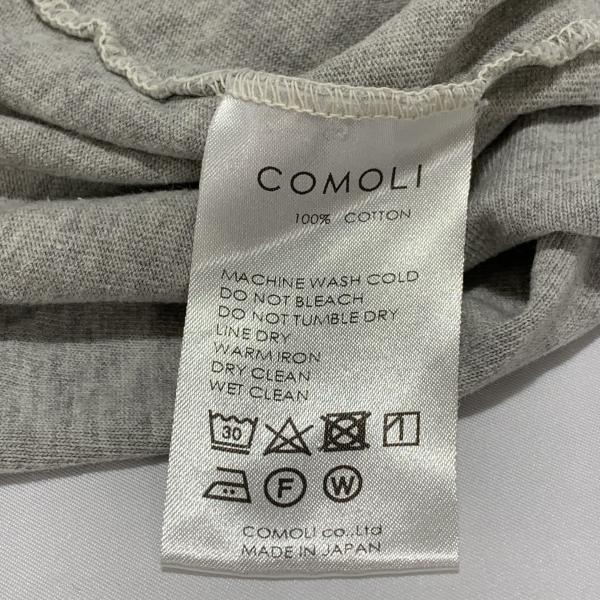 COMOLI
100% COTTON
MACHINE WASH COLD
DO NOT BLEACH
DO NOT TUMBLE DRY
LINE DRY
WARM IRON
DRY CLEAN
WET CLEAN
30
F W
COMOLI co.,Ltd
MADE IN JAPAN